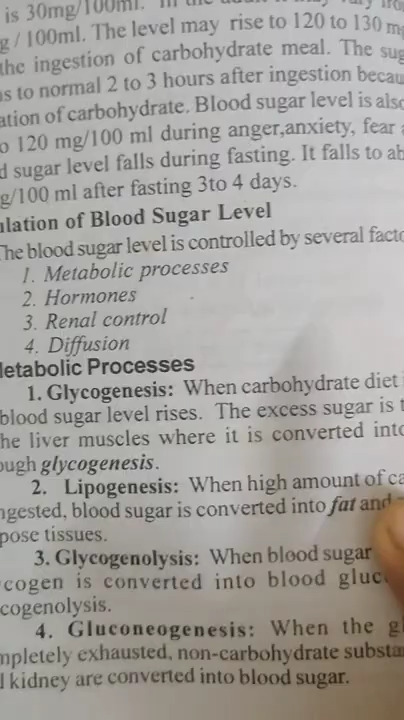 is 30mg/100ml. In the
g / 100ml. The level may rise to 120 to 130 m
the ingestion of carbohydrate meal. The sug
s to normal 2 to 3 hours after ingestion becau
ation of carbohydrate. Blood sugar level is also
o 120 mg/100 ml during anger,anxiety, fear
d sugar level falls during fasting. It falls to ab
g/100 ml after fasting 3to 4 days.
ulation of Blood Sugar Level
The blood sugar level is controlled by several facto
1. Metabolic processes
2. Hormones
3. Renal control
4. Diffusion
Metabolic Processes
1. Glycogenesis: When carbohydrate diet
blood sugar level rises. The excess sugar is t
he liver muscles where it is converted into
ough glycogenesis.
2. Lipogenesis: When high amount of ca
ngested, blood sugar is converted into fat and
pose tissues.
3. Glycogenolysis: When blood sugar
cogen is converted into blood gluc
cogenolysis.
4. Gluconeogenesis: When the gl
mpletely exhausted, non-carbohydrate substa
l kidney are converted into blood sugar.